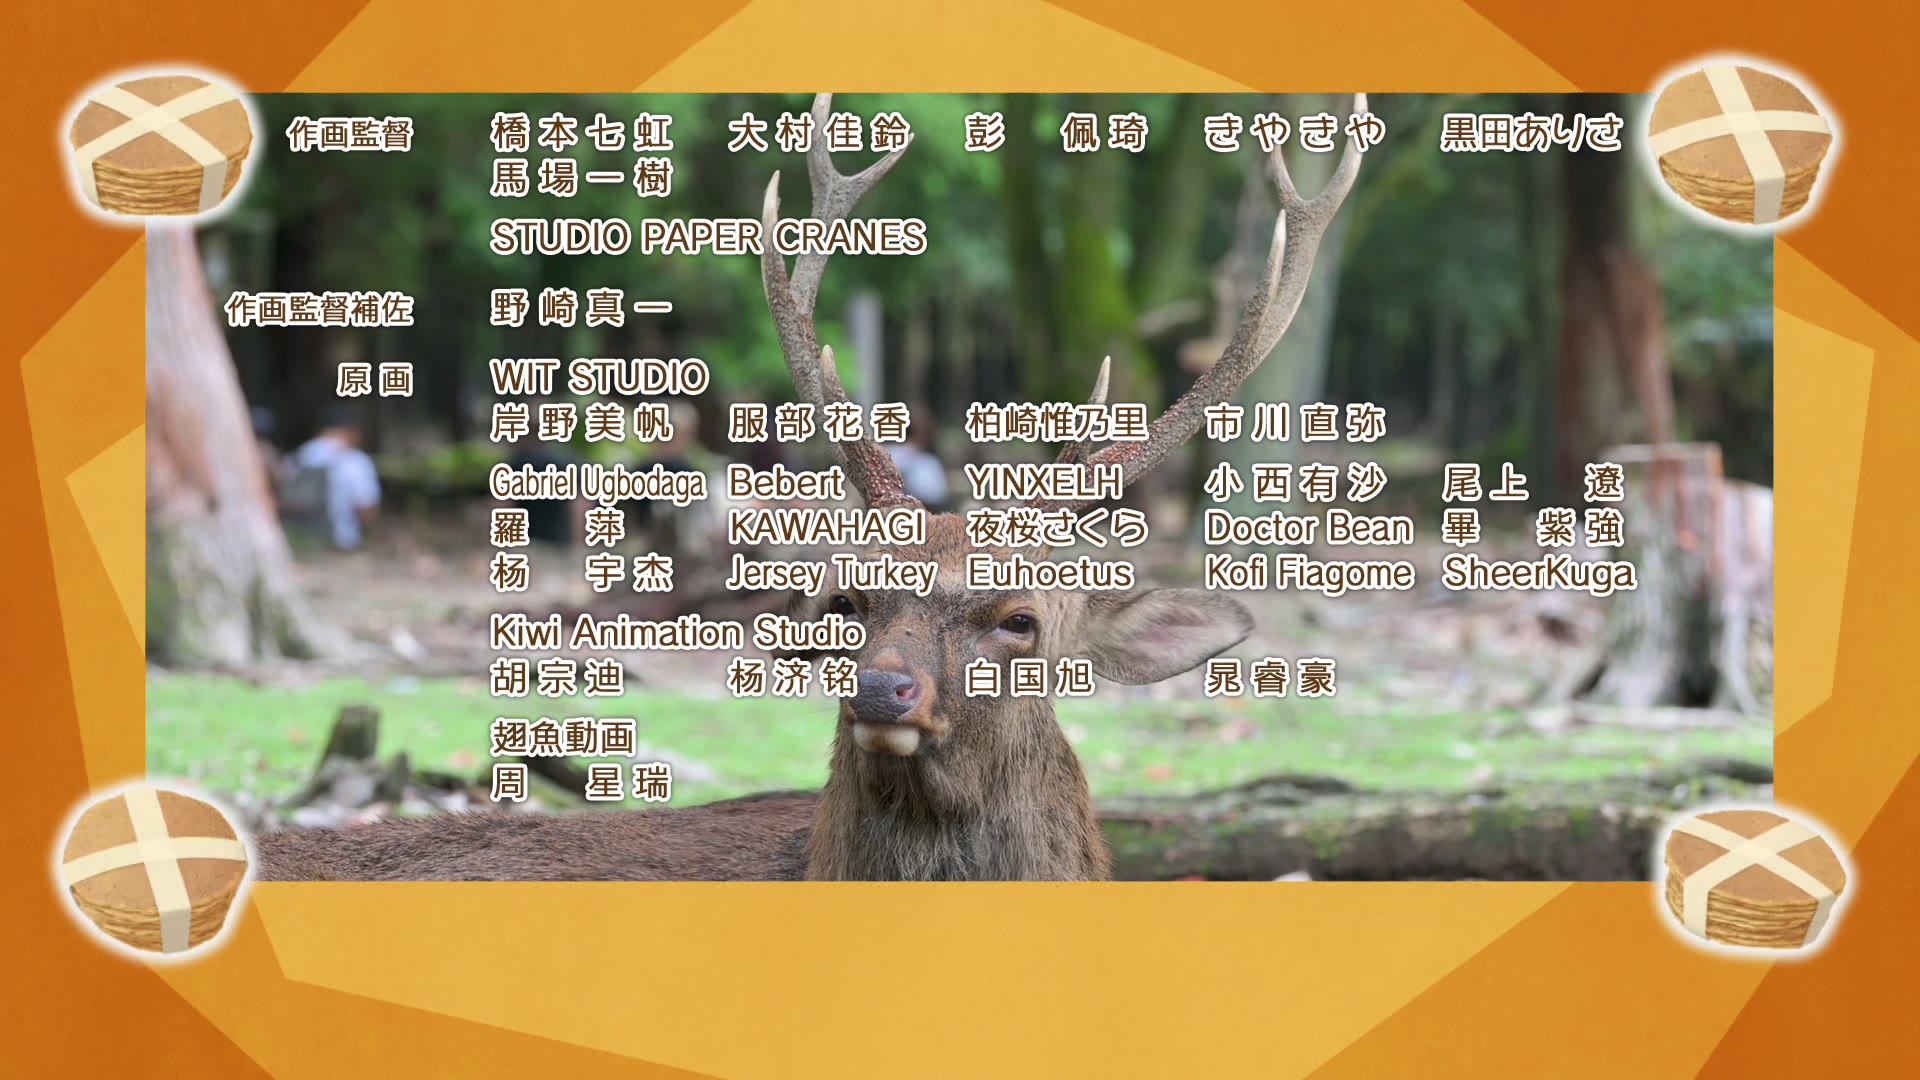 作画監督 橋本七虹 大村佳鈴 彭 佩琦 きやきや 黒田ありさ
馬場一樹
STUDIO PAPER CRANES
作画監督補佐 野崎真一
原画 WIT STUDIO
岸野美帆 服部花香 柏崎惟乃里 市川直弥
Gabriel Ugbodaga Bebert YINXELH 小西有沙 尾上 遼
羅 萍 KAWAHAGI 夜桜さくら Doctor Bean 畢 紫強
杨 宇杰 Jersey Turkey Euhoetus Kofi Fiagome SheerKuga
Kiwi Animation Studio
胡宗迪 杨济铭 白国旭 晁睿豪
翅魚動画
周 星瑞